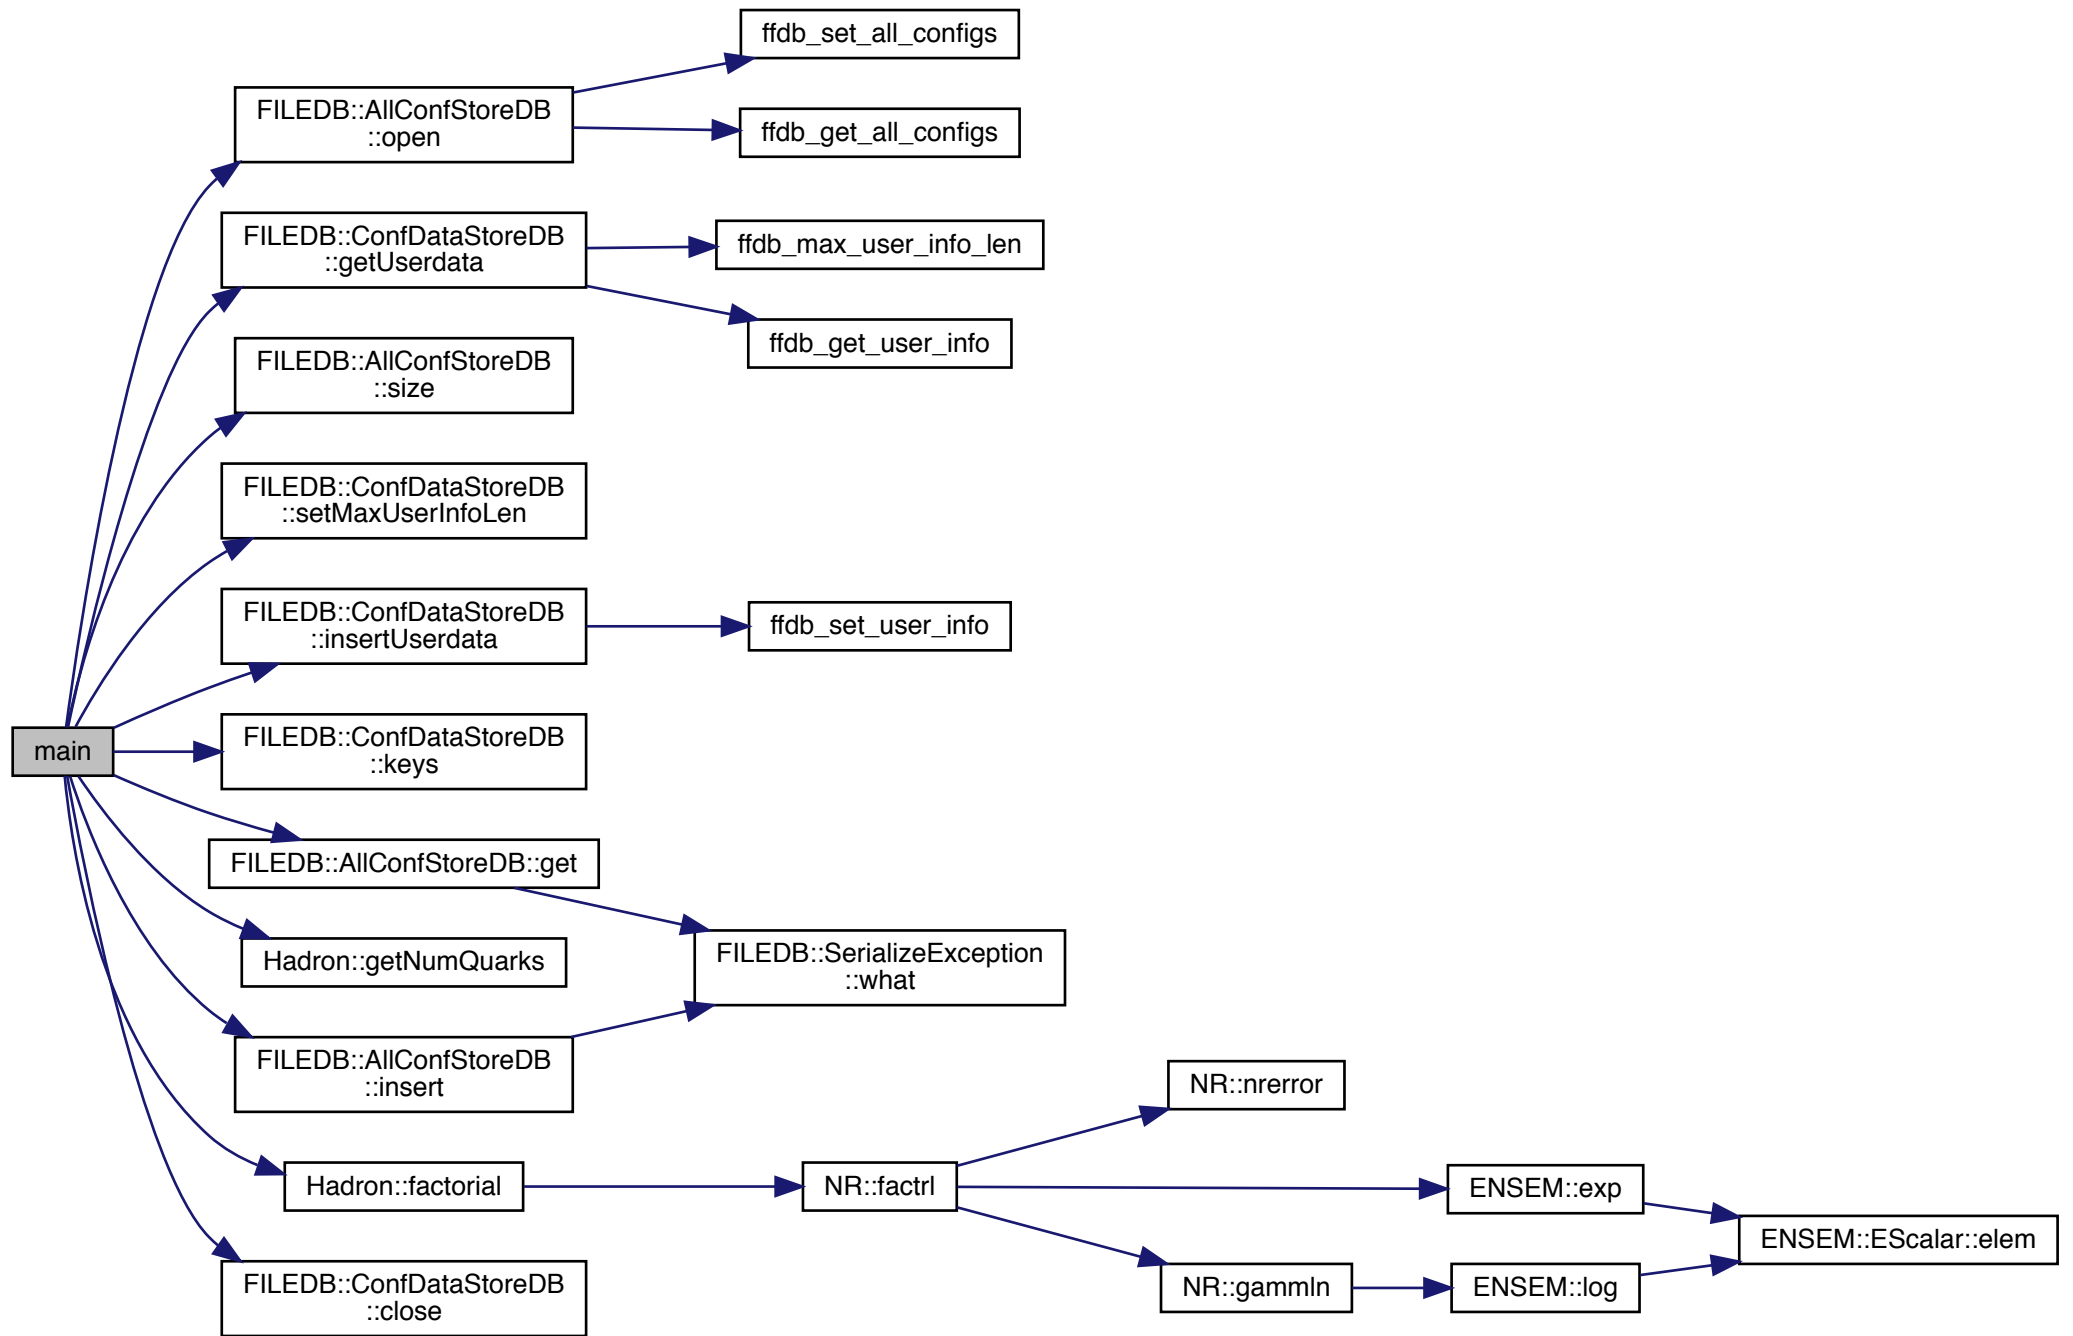 ffdb_set_all_configs
FILEDB::AllConfStoreDB
::open
ffdb_get_all_configs
FILEDB::ConfDataStoreDB
::getUserdata
ffdb_max_user_info_len
ffdb_get_user_info
FILEDB::AllConfStoreDB
::size
FILEDB::ConfDataStoreDB
::setMaxUserInfoLen
FILEDB::ConfDataStoreDB
::insertUserdata
ffdb_set_user_info
main
FILEDB::ConfDataStoreDB
::keys
FILEDB::AllConfStoreDB::get
Hadron::getNumQuarks
FILEDB::SerializeException
::what
FILEDB::AllConfStoreDB
::insert
NR::nrerror
Hadron::factorial
NR::factrl
ENSEM::exp
ENSEM::EScalar::elem
NR::gammln
ENSEM::log
FILEDB::ConfDataStoreDB
::close